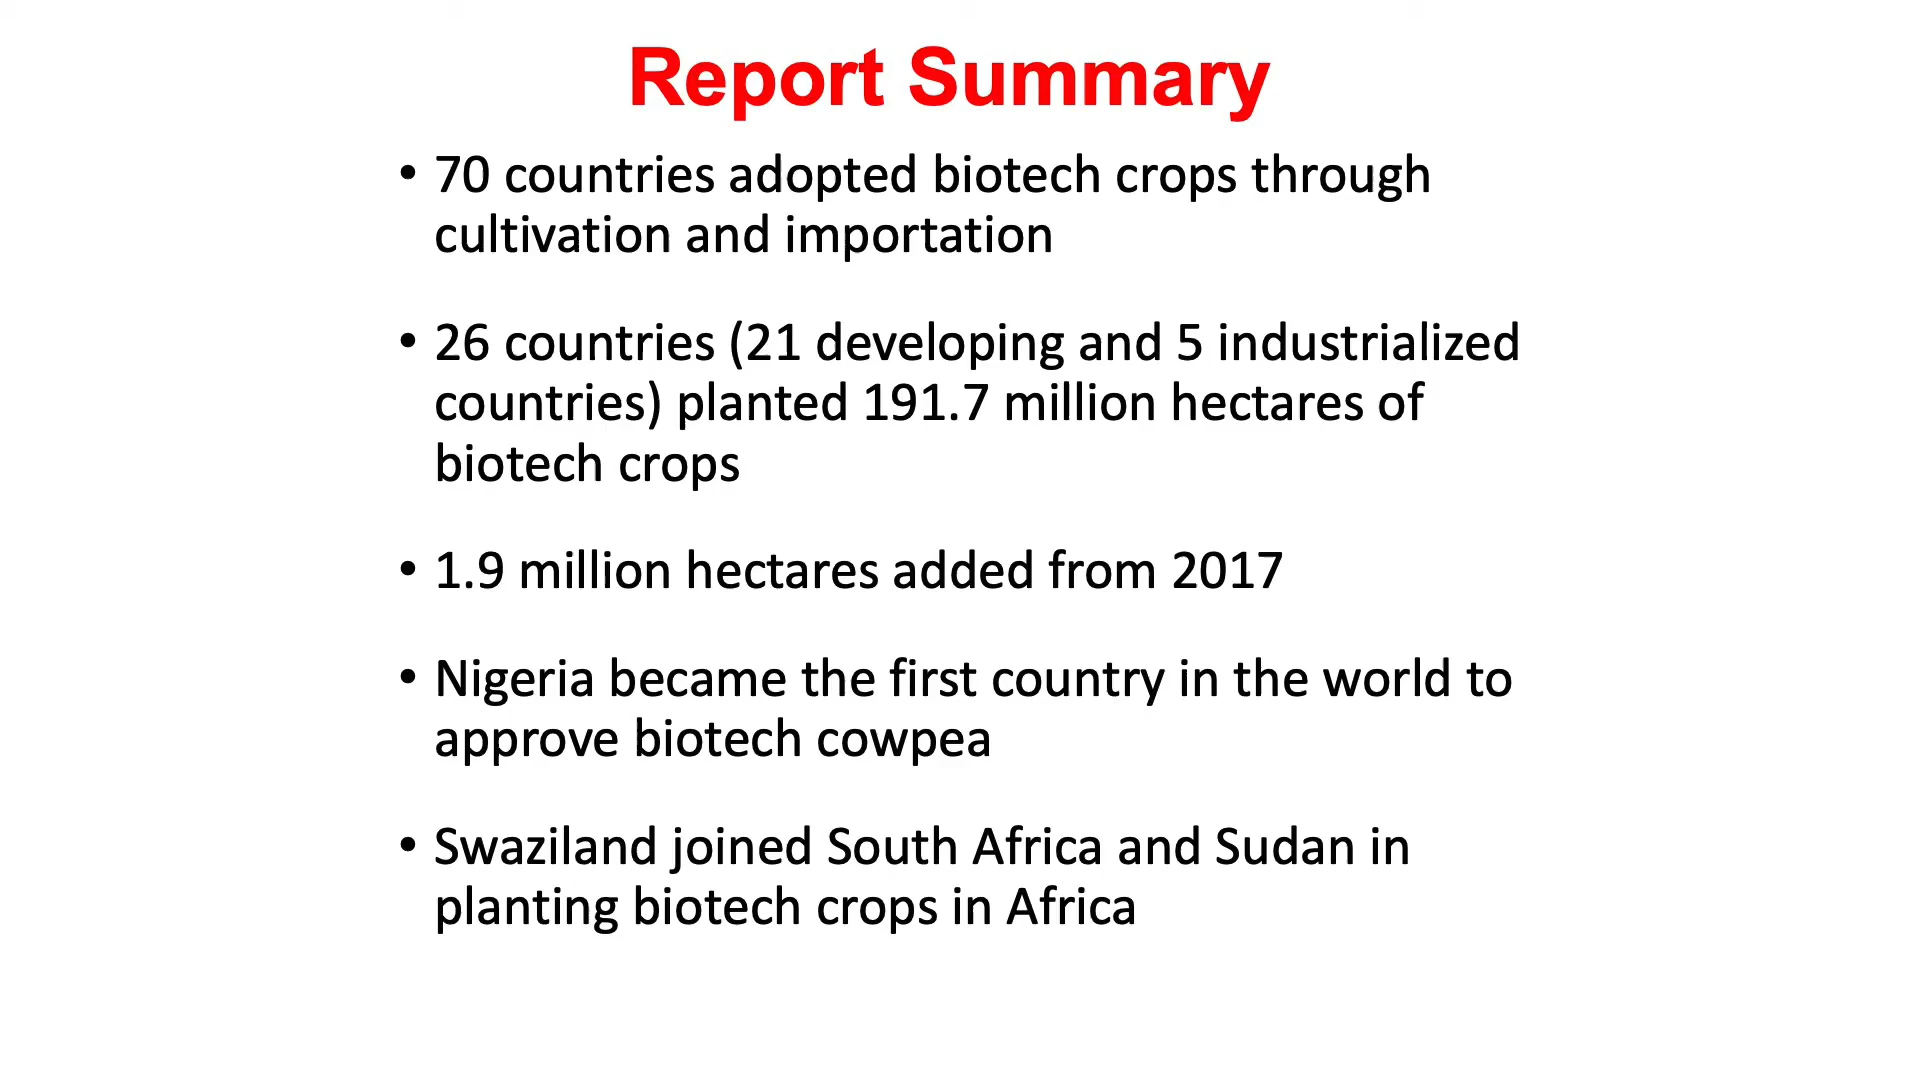 Report Summary
• 70 countries adopted biotech crops through
cultivation and importation
• 26 countries (21 developing and 5 industrialized
countries) planted 191.7 million hectares of
biotech crops
• 1.9 million hectares added from 2017
• Nigeria became the first country in the world to
approve biotech cowpea
• Swaziland joined South Africa and Sudan in
planting biotech crops in Africa